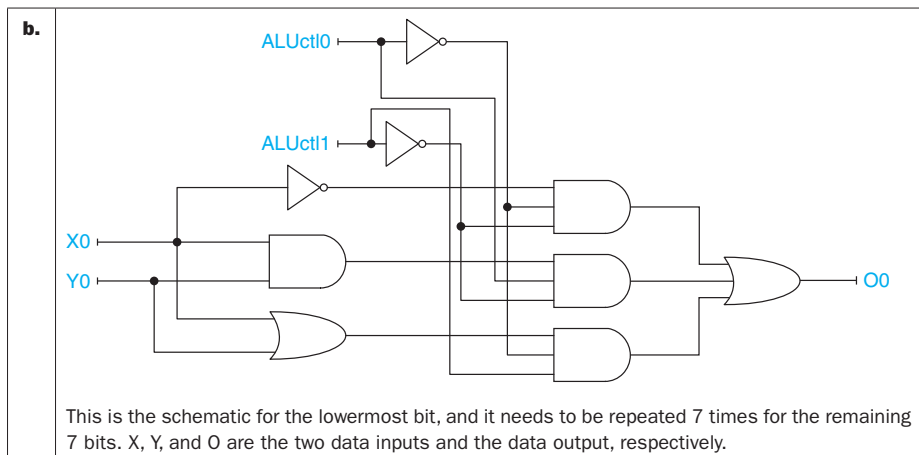 b.
ALUctl0
ALUctl1
X0
Y0
O0
This is the schematic for the lowermost bit, and it needs to be repeated 7 times for the remaining
7 bits. X, Y, and O are the two data inputs and the data output, respectively.